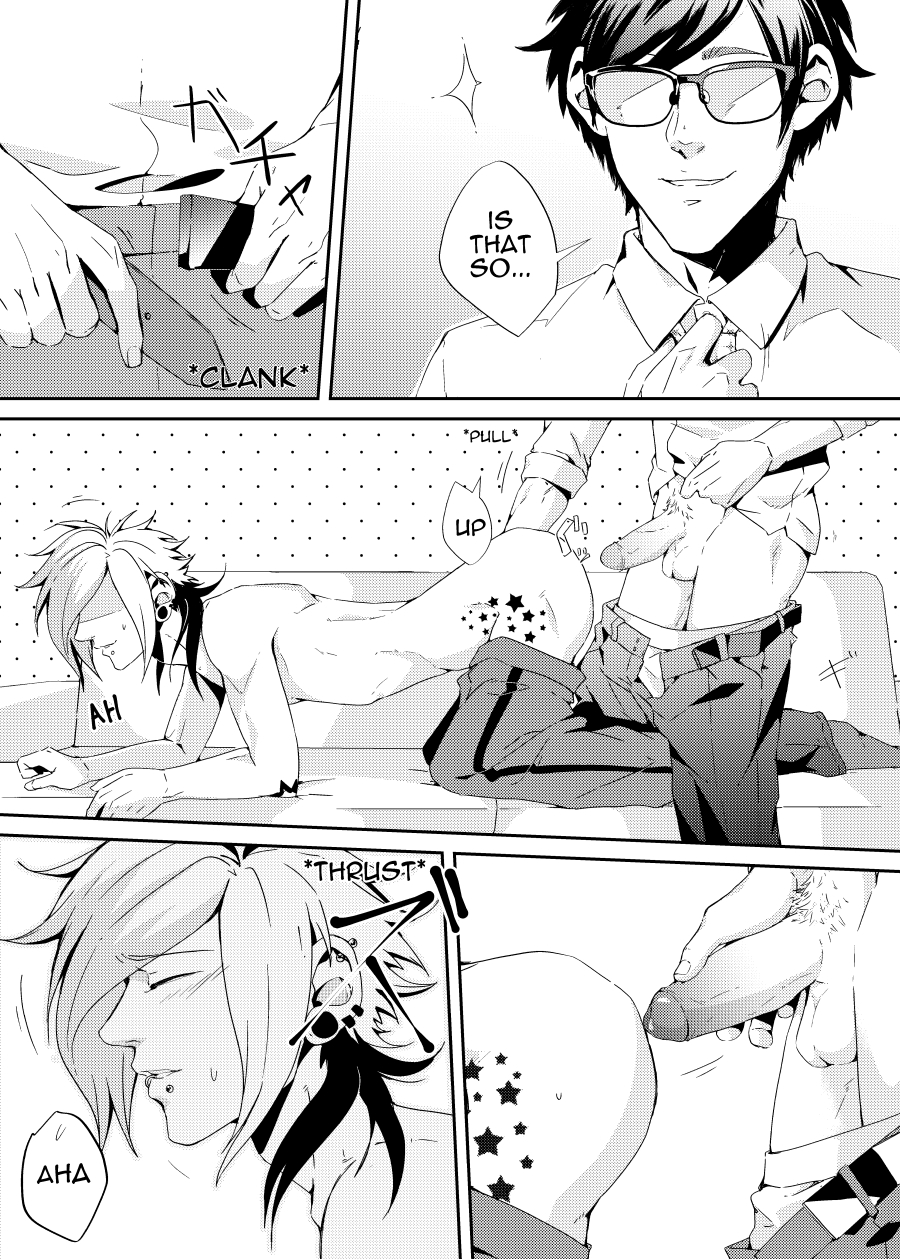 ガチャ
*CLANK*
IS
THAT
SO...
*PULL*
UP
AH
*THRUST*
AHA